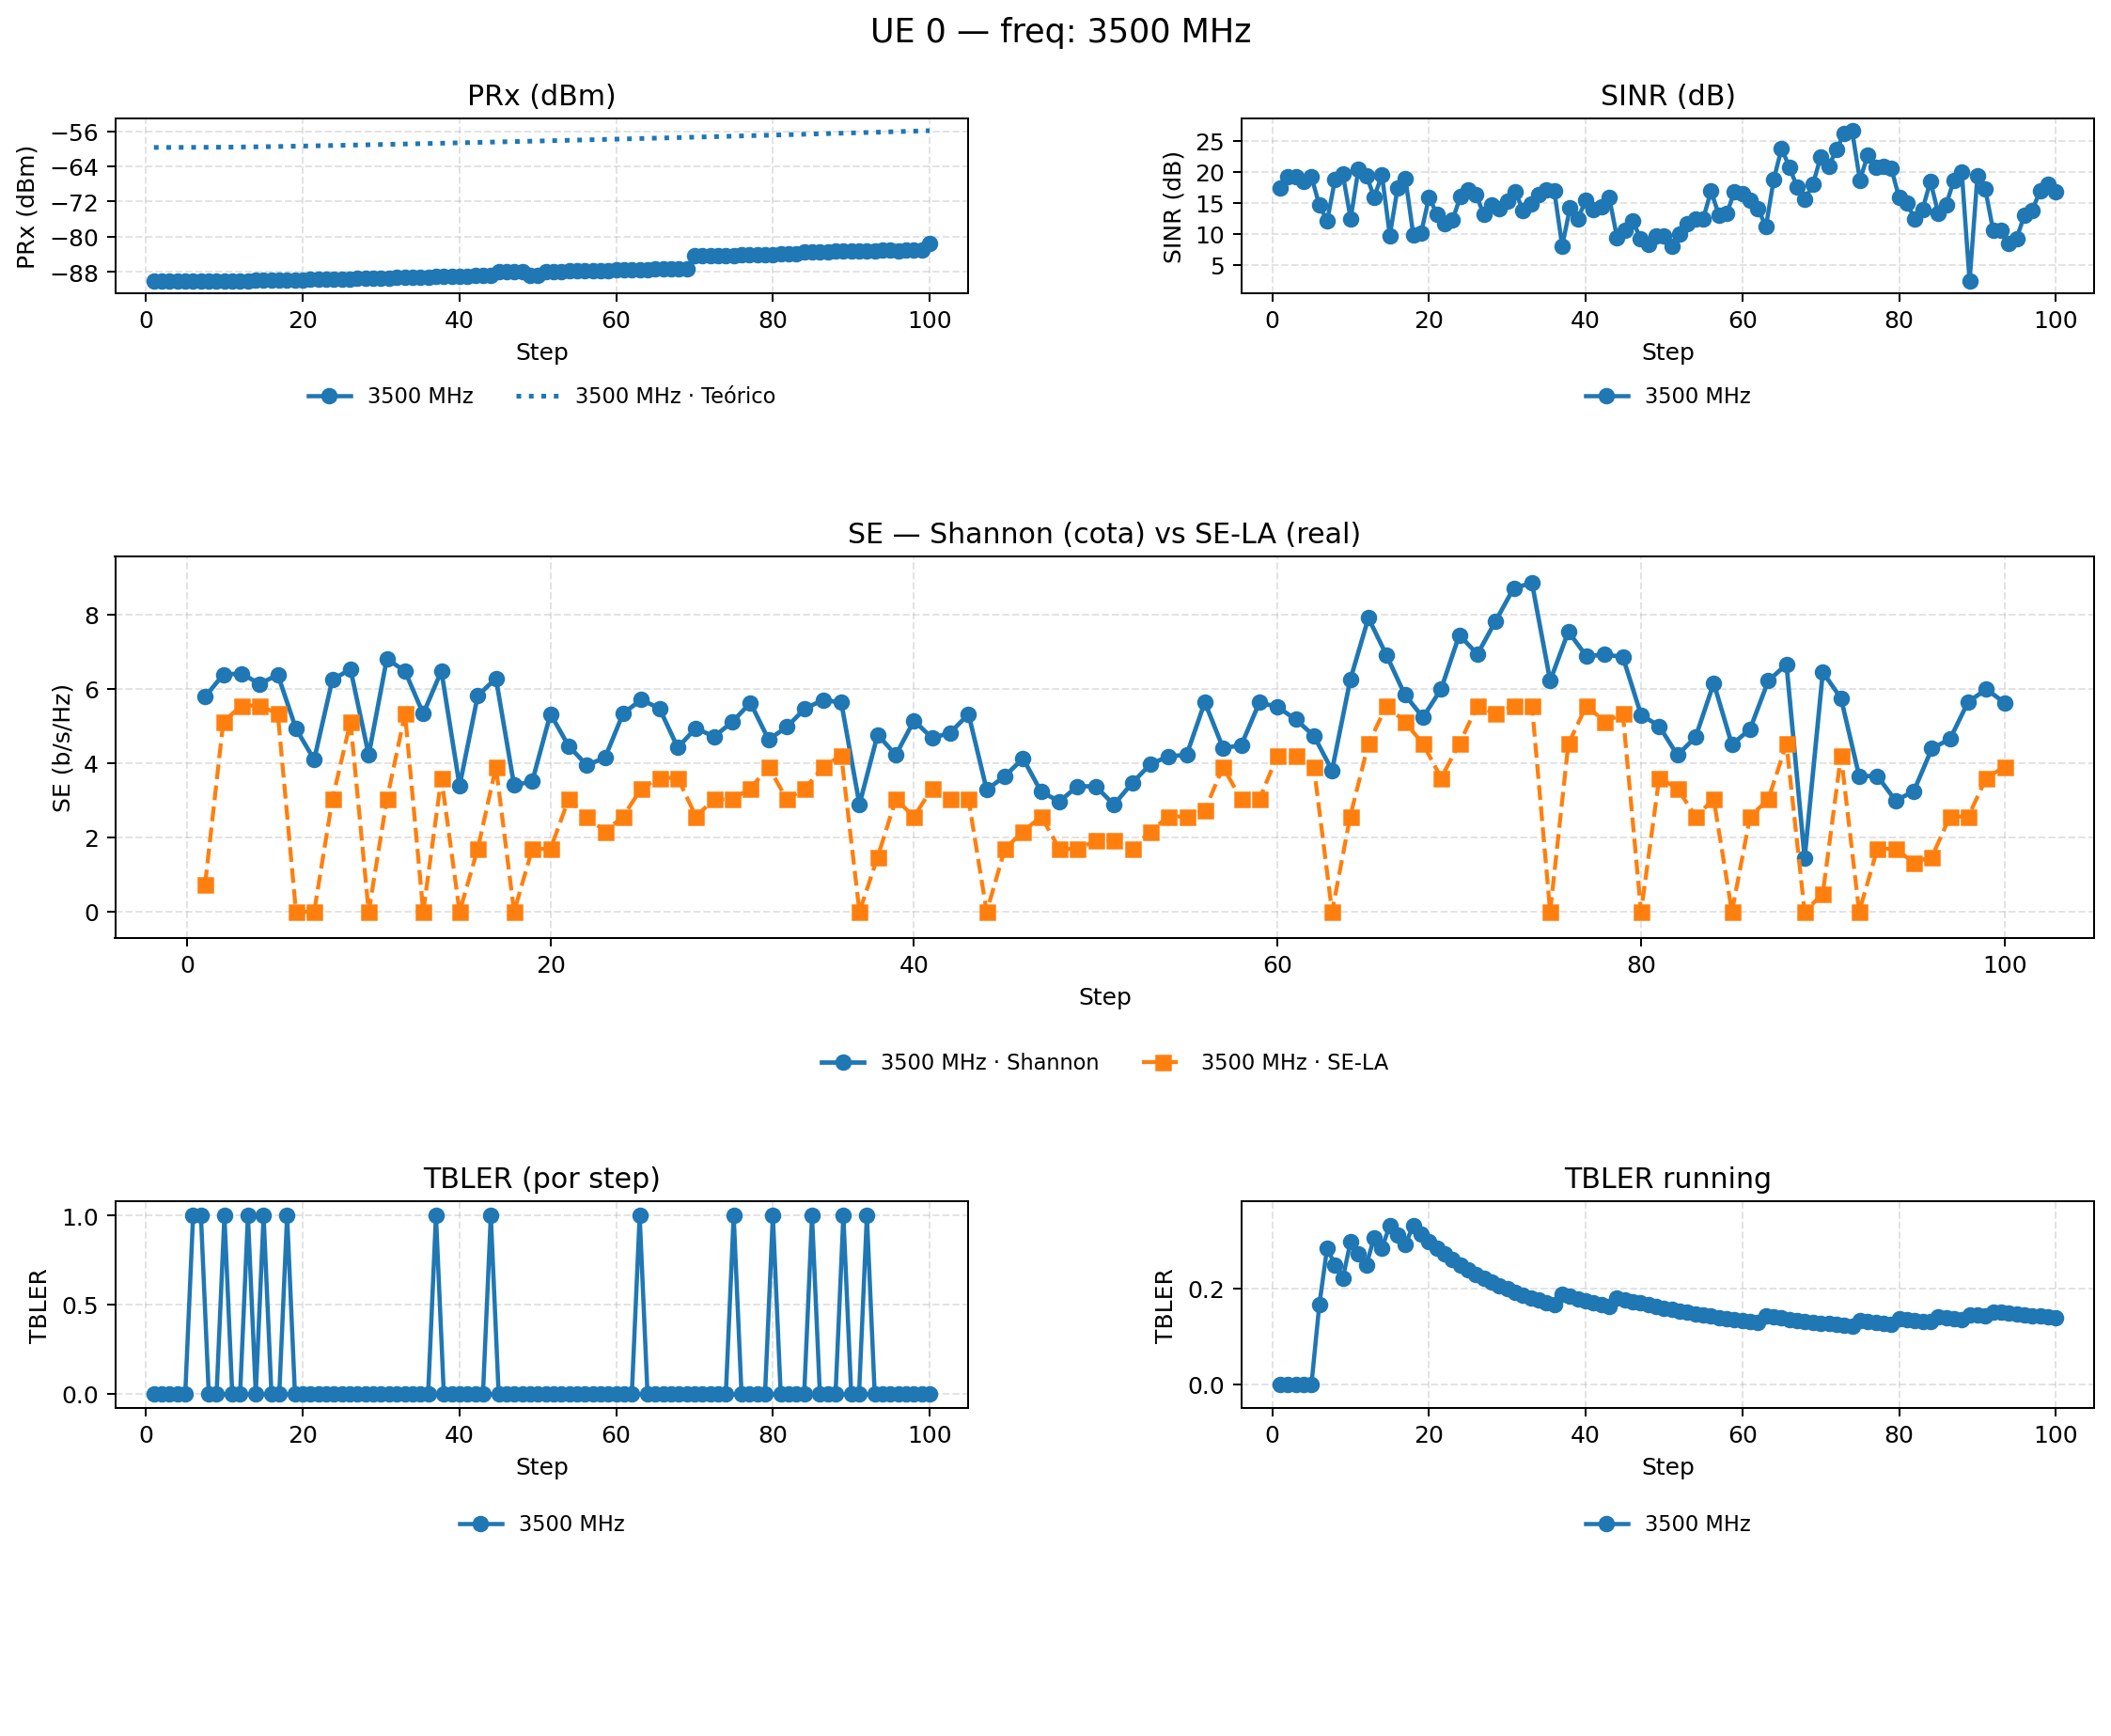 UE 0 — freq: 3500 MHz
PRx (dBm)
PRx (dBm)
−56
−64
−72
−80
−88
0 20 40 60 80 100
Step
3500 MHz 3500 MHz · Teórico
SINR (dB)
SINR (dB)
25
20
15
10
5
0 20 40 60 80 100
Step
3500 MHz
SE — Shannon (cota) vs SE-LA (real)
SE (b/s/Hz)
8
6
4
2
0
0 20 40 60 80 100
Step
3500 MHz · Shannon 3500 MHz · SE-LA
TBLER (por step)
TBLER
1.0
0.5
0.0
0 20 40 60 80 100
Step
3500 MHz
TBLER running
TBLER
0.2
0.0
0 20 40 60 80 100
Step
3500 MHz